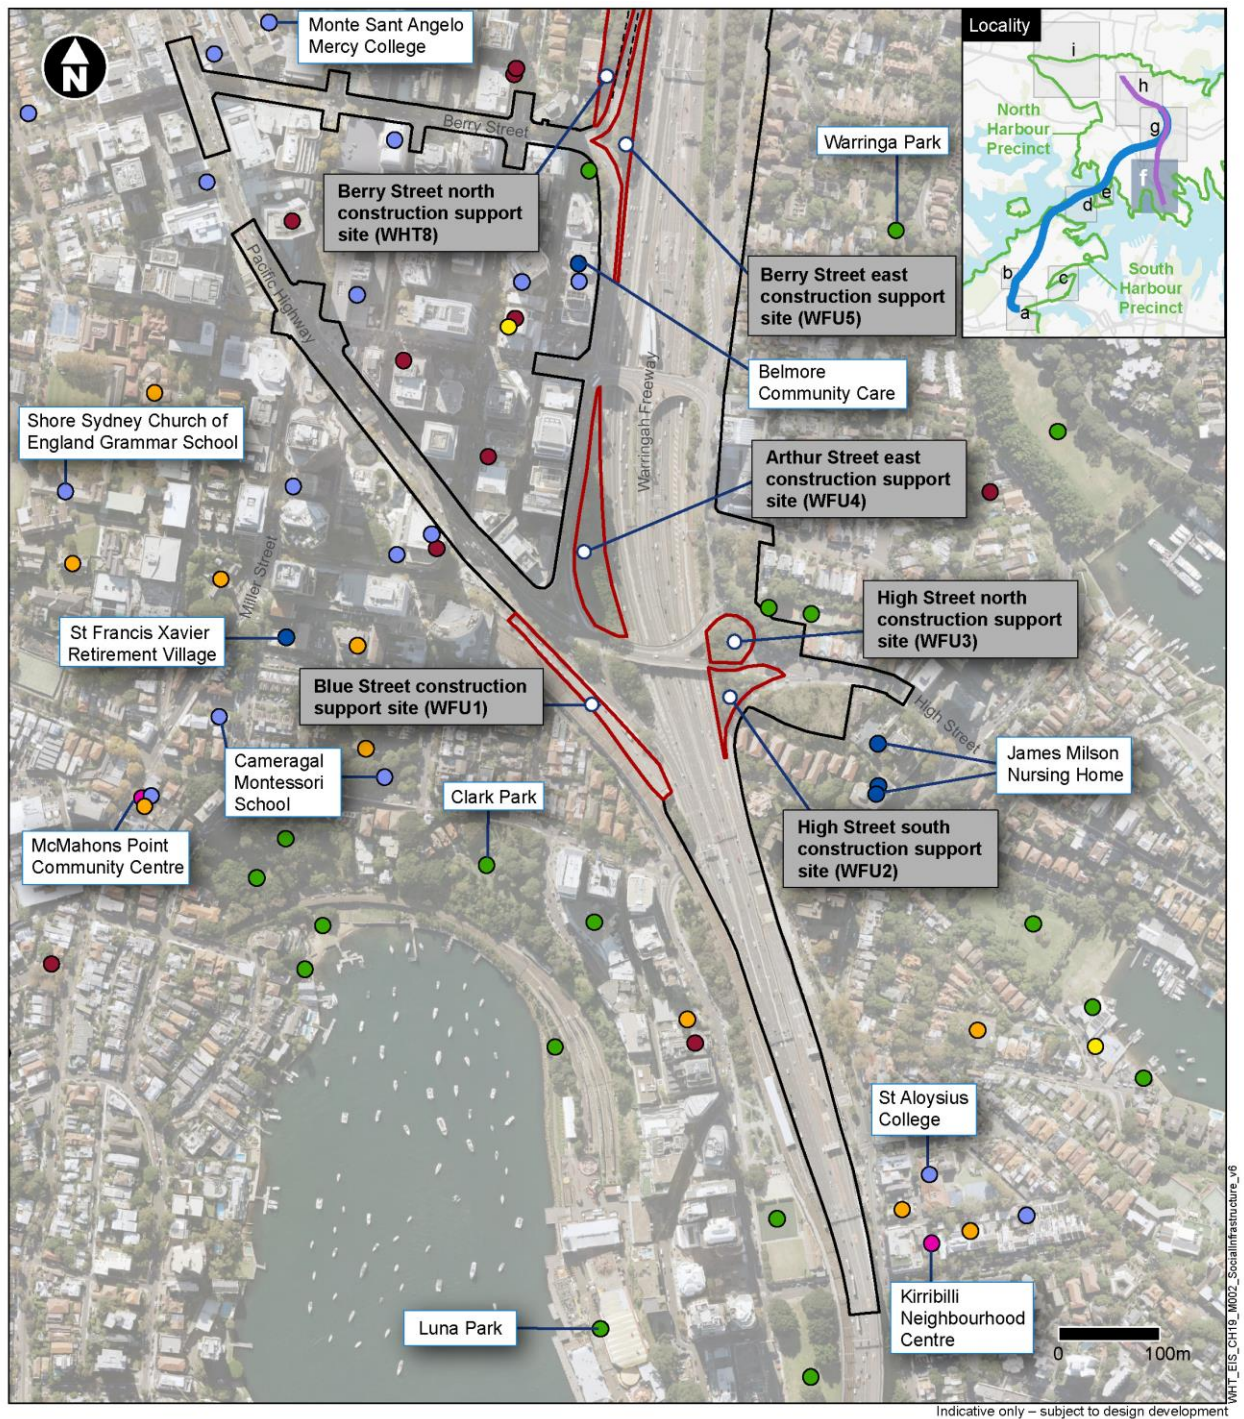 Monte Sant Angelo
Mercy College
Locality
N
i
h
g
f
e
d
c
b
a
North
Harbour
Precinct
South
Harbour
Precinct
Berry Street
Warringa Park
Berry Street north
construction support
site (WHT8)
Pacific Highway
Berry Street east
construction support
site (WFU5)
Belmore
Community Care
Warringah Freeway
Shore Sydney Church of
England Grammar School
Arthur Street east
construction support
site (WFU4)
Miller Street
High Street north
construction support
site (WFU3)
St Francis Xavier
Retirement Village
Blue Street construction
support site (WFU1)
High Street
James Milson
Nursing Home
Cameragal
Montessori
School
Clark Park
High Street south
construction support
site (WFU2)
McMahons Point
Community Centre
St Aloysius
College
Kirribilli
Neighbourhood
Centre
Luna Park
0 100m
WHT_EIS_CH19_M002_SocialInfrastructure_v6
Indicative only – subject to design development